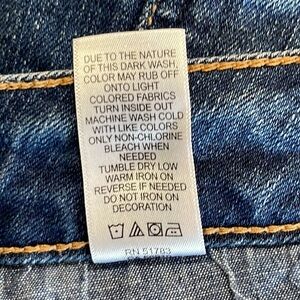 DUE TO THE NATURE
OF THIS DARK WASH,
COLOR MAY RUB OFF
ONTO LIGHT
COLORED FABRICS
TURN INSIDE OUT
MACHINE WASH COLD
WITH LIKE COLORS
ONLY NON-CHLORINE
BLEACH WHEN
NEEDED
TUMBLE DRY LOW
WARM IRON ON
REVERSE IF NEEDED
DO NOT IRON ON
DECORATION
RN 51783